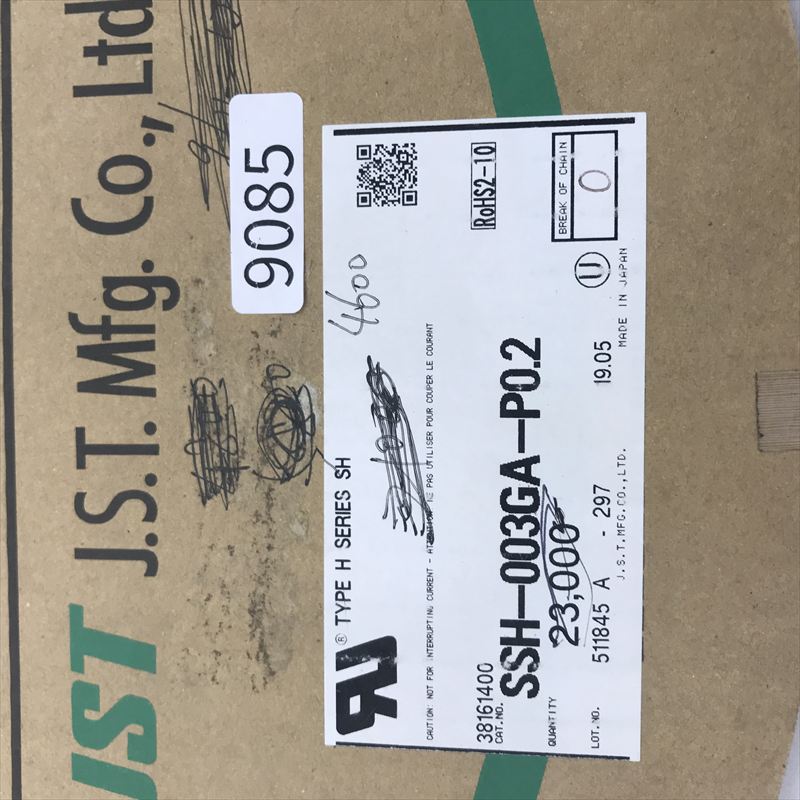 JST J.S.T. Mfg. Co., Ltd
9085
4600
® TYPE H SERIES SH
CAUTION: NOT FOR INTERRUPTING CURRENT - ATTENTION: NE PAS UTILISER POUR COUPER LE COURANT
RoHS2-10
38161400
CAT.NO. SSH-003GA-P0.2
QUANTITY 23,000
BREAK OF CHAIN
0
LOT.NO. 511845 A - 297 19.05 U
J.S.T.MFG.CO.,LTD. MADE IN JAPAN